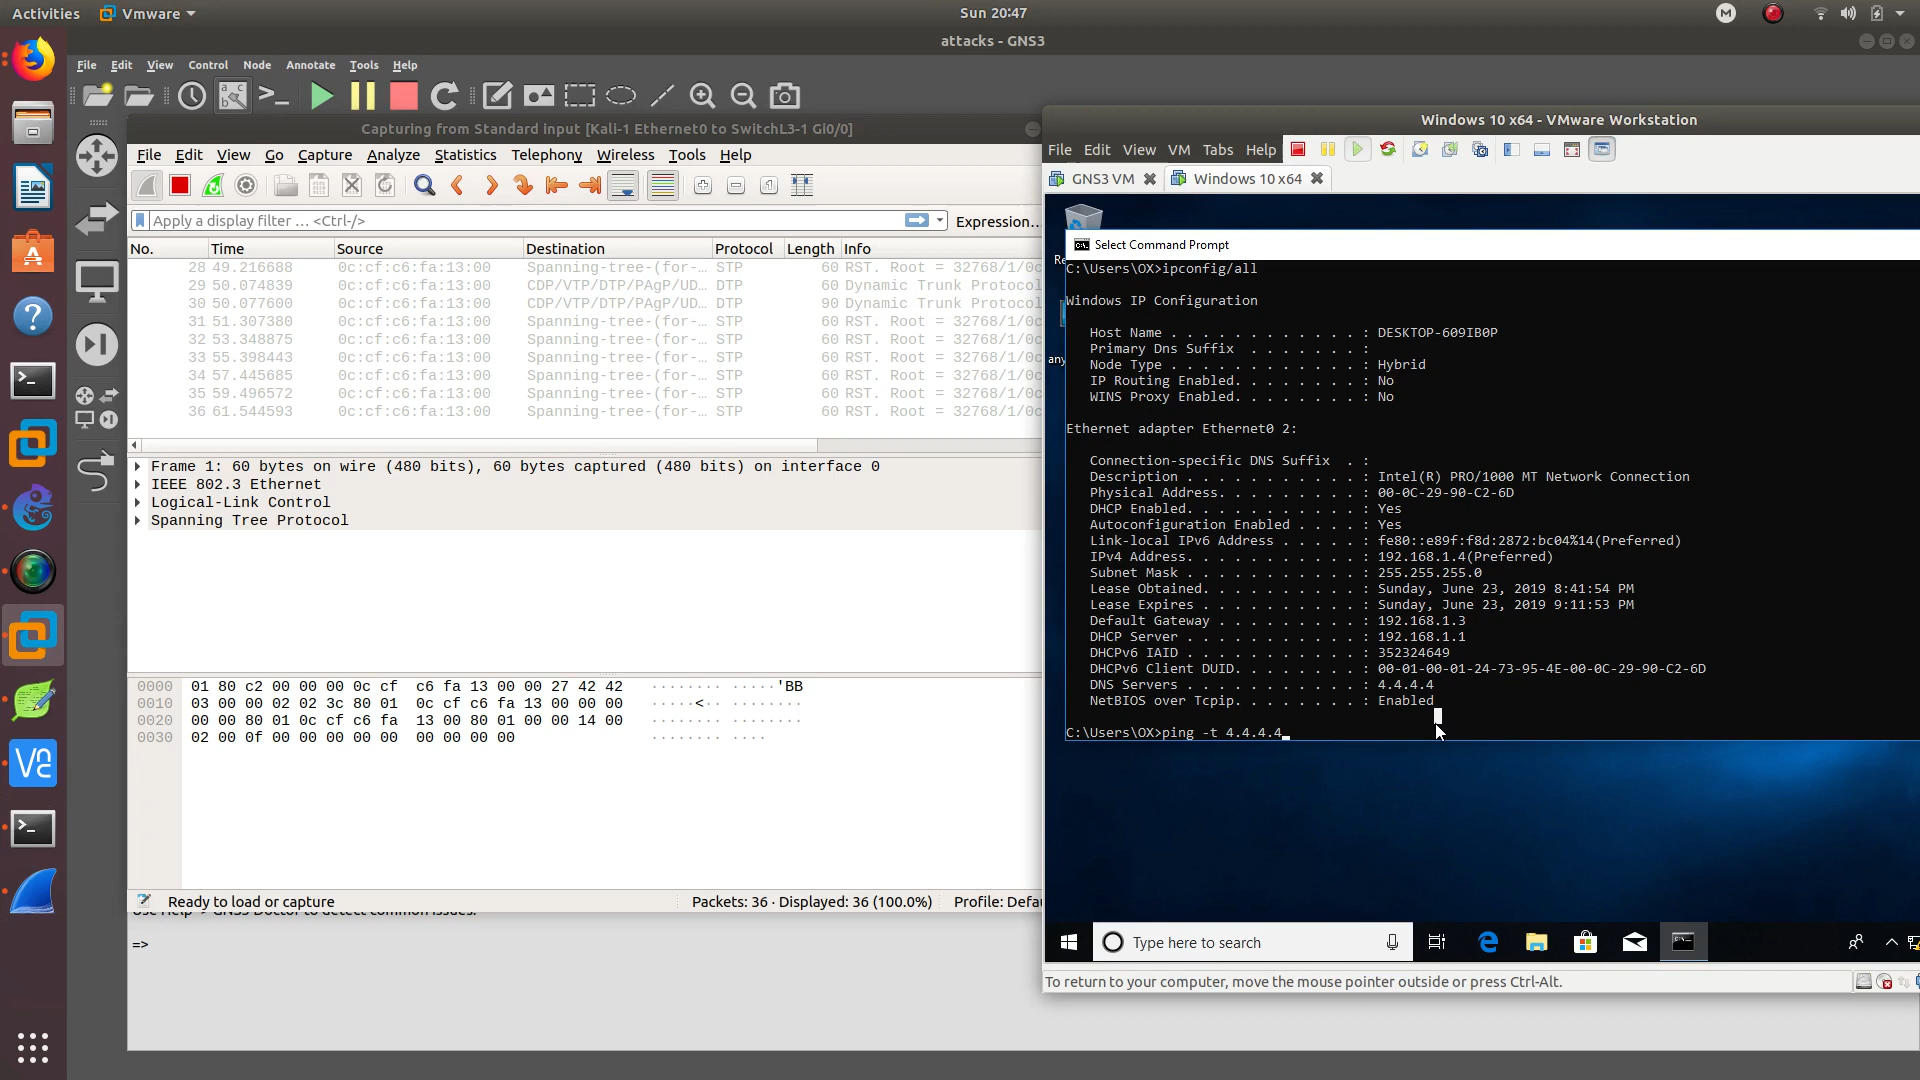 Activities
Vmware
Sun 20:47
attacks - GNS3
File Edit View Control Node Annotate Tools Help
Capturing from Standard input [Kali-1 Ethernet0 to SwitchL3-1 Gi0/0]
File Edit View Go Capture Analyze Statistics Telephony Wireless Tools Help
Apply a display filter … <Ctrl-/>
Expression…
No. Time Source Destination Protocol Length Info
28 49.216688 0c:cf:c6:fa:13:00 Spanning-tree-(for-… STP 60 RST. Root = 32768/1/0c
29 50.074839 0c:cf:c6:fa:13:00 CDP/VTP/DTP/PAgP/UD… DTP 60 Dynamic Trunk Protocol
30 50.077600 0c:cf:c6:fa:13:00 CDP/VTP/DTP/PAgP/UD… DTP 90 Dynamic Trunk Protocol
31 51.307380 0c:cf:c6:fa:13:00 Spanning-tree-(for-… STP 60 RST. Root = 32768/1/0c
32 53.348875 0c:cf:c6:fa:13:00 Spanning-tree-(for-… STP 60 RST. Root = 32768/1/0c
33 55.398443 0c:cf:c6:fa:13:00 Spanning-tree-(for-… STP 60 RST. Root = 32768/1/0c
34 57.445685 0c:cf:c6:fa:13:00 Spanning-tree-(for-… STP 60 RST. Root = 32768/1/0c
35 59.496572 0c:cf:c6:fa:13:00 Spanning-tree-(for-… STP 60 RST. Root = 32768/1/0c
36 61.544593 0c:cf:c6:fa:13:00 Spanning-tree-(for-… STP 60 RST. Root = 32768/1/0c
Frame 1: 60 bytes on wire (480 bits), 60 bytes captured (480 bits) on interface 0
IEEE 802.3 Ethernet
Logical-Link Control
Spanning Tree Protocol
0000 01 80 c2 00 00 00 0c cf c6 fa 13 00 00 27 42 42 ········ ·····'BB
0010 03 00 00 02 02 3c 80 01 0c cf c6 fa 13 00 00 00 ·····<·· ········
0020 00 00 80 01 0c cf c6 fa 13 00 80 01 00 00 14 00 ········ ········
0030 02 00 0f 00 00 00 00 00 00 00 00 00 ········ ····
Ready to load or capture
Packets: 36 · Displayed: 36 (100.0%)
Profile: Defau
Use Help > GNS3 Doctor to detect common issues.
=>
Windows 10 x64 - VMware Workstation
File Edit View VM Tabs Help
GNS3 VM
Windows 10 x64
Re
any
Select Command Prompt
C:\Users\OX>ipconfig/all
Windows IP Configuration
Host Name . . . . . . . . . . . . : DESKTOP-609IB0P
Primary Dns Suffix . . . . . . . :
Node Type . . . . . . . . . . . . : Hybrid
IP Routing Enabled. . . . . . . . : No
WINS Proxy Enabled. . . . . . . . : No
Ethernet adapter Ethernet0 2:
Connection-specific DNS Suffix . :
Description . . . . . . . . . . . : Intel(R) PRO/1000 MT Network Connection
Physical Address. . . . . . . . . : 00-0C-29-90-C2-6D
DHCP Enabled. . . . . . . . . . . : Yes
Autoconfiguration Enabled . . . . : Yes
Link-local IPv6 Address . . . . . : fe80::e89f:f8d:2872:bc04%14(Preferred)
IPv4 Address. . . . . . . . . . . : 192.168.1.4(Preferred)
Subnet Mask . . . . . . . . . . . : 255.255.255.0
Lease Obtained. . . . . . . . . . : Sunday, June 23, 2019 8:41:54 PM
Lease Expires . . . . . . . . . . : Sunday, June 23, 2019 9:11:53 PM
Default Gateway . . . . . . . . . : 192.168.1.3
DHCP Server . . . . . . . . . . . : 192.168.1.1
DHCPv6 IAID . . . . . . . . . . . : 352324649
DHCPv6 Client DUID. . . . . . . . : 00-01-00-01-24-73-95-4E-00-0C-29-90-C2-6D
DNS Servers . . . . . . . . . . . : 4.4.4.4
NetBIOS over Tcpip. . . . . . . . : Enabled
C:\Users\OX>ping -t 4.4.4.4
Type here to search
To return to your computer, move the mouse pointer outside or press Ctrl-Alt.